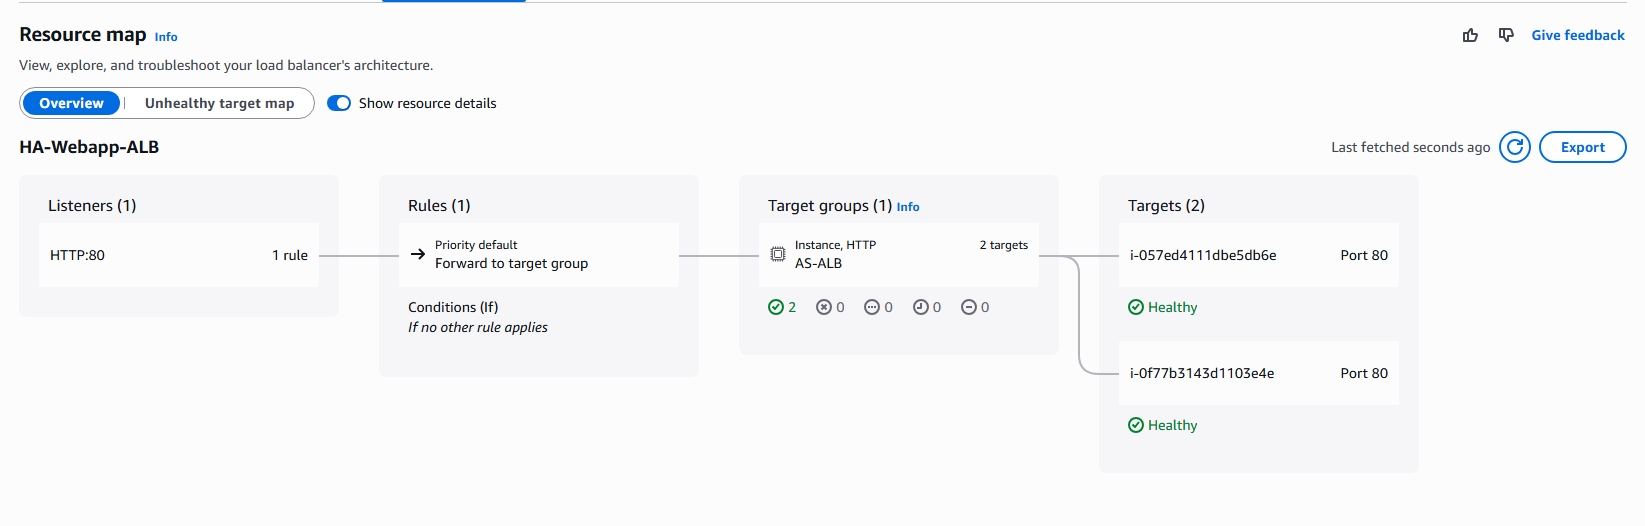 Resource map Info
Give feedback
View, explore, and troubleshoot your load balancer's architecture.
Overview | Unhealthy target map Show resource details
HA-Webapp-ALB
Last fetched seconds ago Export
Listeners (1)
HTTP:80 1 rule
Rules (1)
Priority default
Forward to target group
Conditions (If)
If no other rule applies
Target groups (1) Info
Instance, HTTP 2 targets
AS-ALB
2 0 0 0 0
Targets (2)
i-057ed4111dbe5db6e Port 80
Healthy
i-0f77b3143d1103e4e Port 80
Healthy